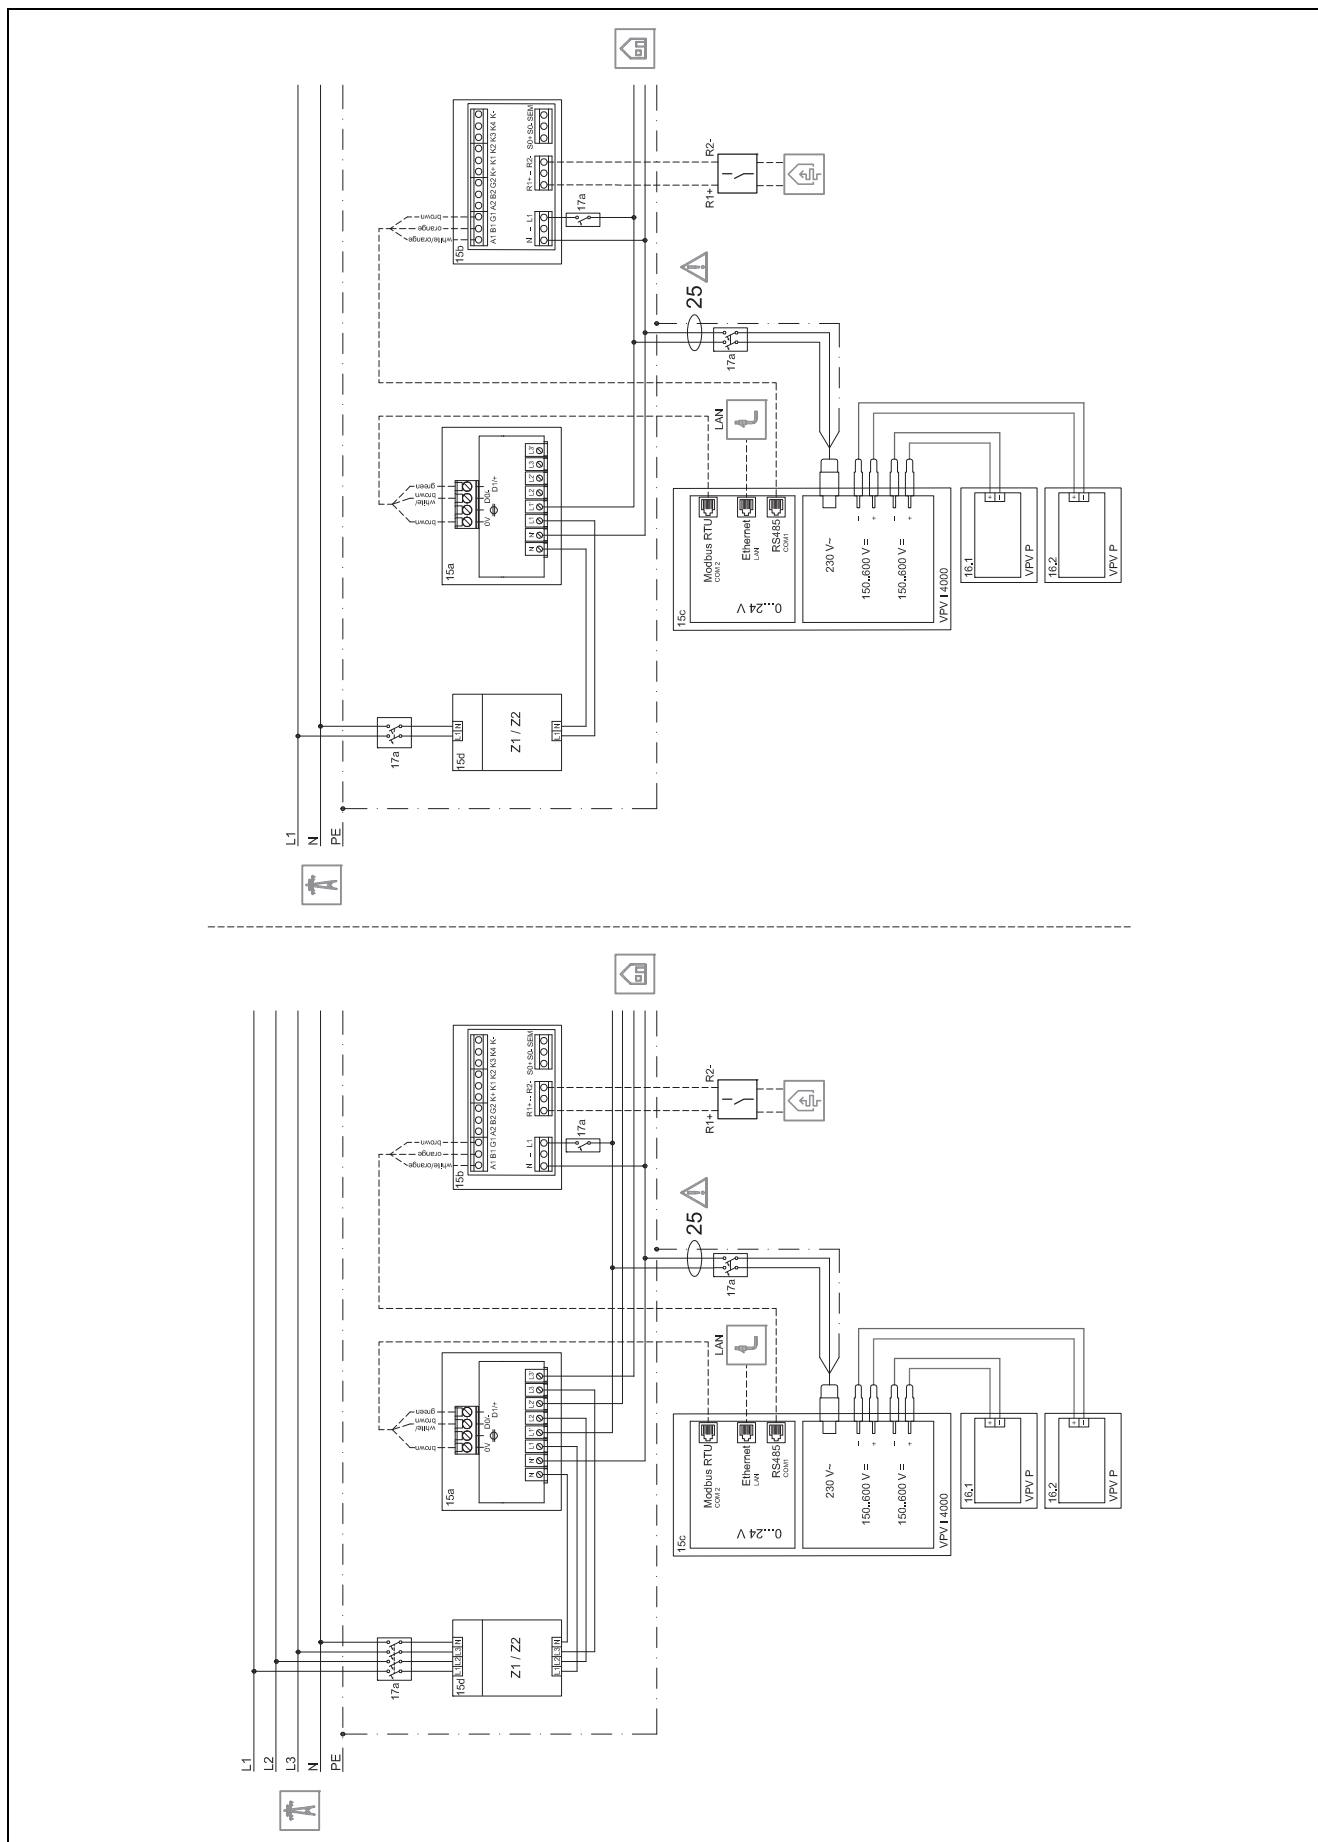 L1
N
PE
17a
15d
L1 N
Z1 / Z2
L1 N
15a
brown
white/
brown
green
0V
D0/-
D1/+
N N' L1 L1' L2 L2' L3 L3'
15b
white/orange
orange
brown
A1 B1 G1 A2 B2 G2 K+ K1 K2 K3 K4 K-
N – L1
R1+ – R2-
S0+ S0- SEM
17a
R1+
R2-
25
17a
LAN
15c
Modbus RTU
COM 2
Ethernet
LAN
RS485
COM1
0...24 V
230 V~
150..600 V =
150..600 V =
– + – +
VPV I 4000
16.1
+ –
VPV P
16.2
+ –
VPV P
L1
L2
L3
N
PE
17a
15d
L1 L2 L3 N
Z1 / Z2
L1 L2 L3 N
15a
brown
white/
brown
green
0V
D0/-
D1/+
N N' L1 L1' L2 L2' L3 L3'
15b
white/orange
orange
brown
A1 B1 G1 A2 B2 G2 K+ K1 K2 K3 K4 K-
N – L1
R1+ -- R2-
S0+ S0- SEM
17a
R1+
R2-
25
17a
LAN
15c
Modbus RTU
COM 2
Ethernet
LAN
RS485
COM1
0...24 V
230 V~
150..600 V =
150..600 V =
– + – +
VPV I 4000
16.1
+ –
VPV P
16.2
+ –
VPV P